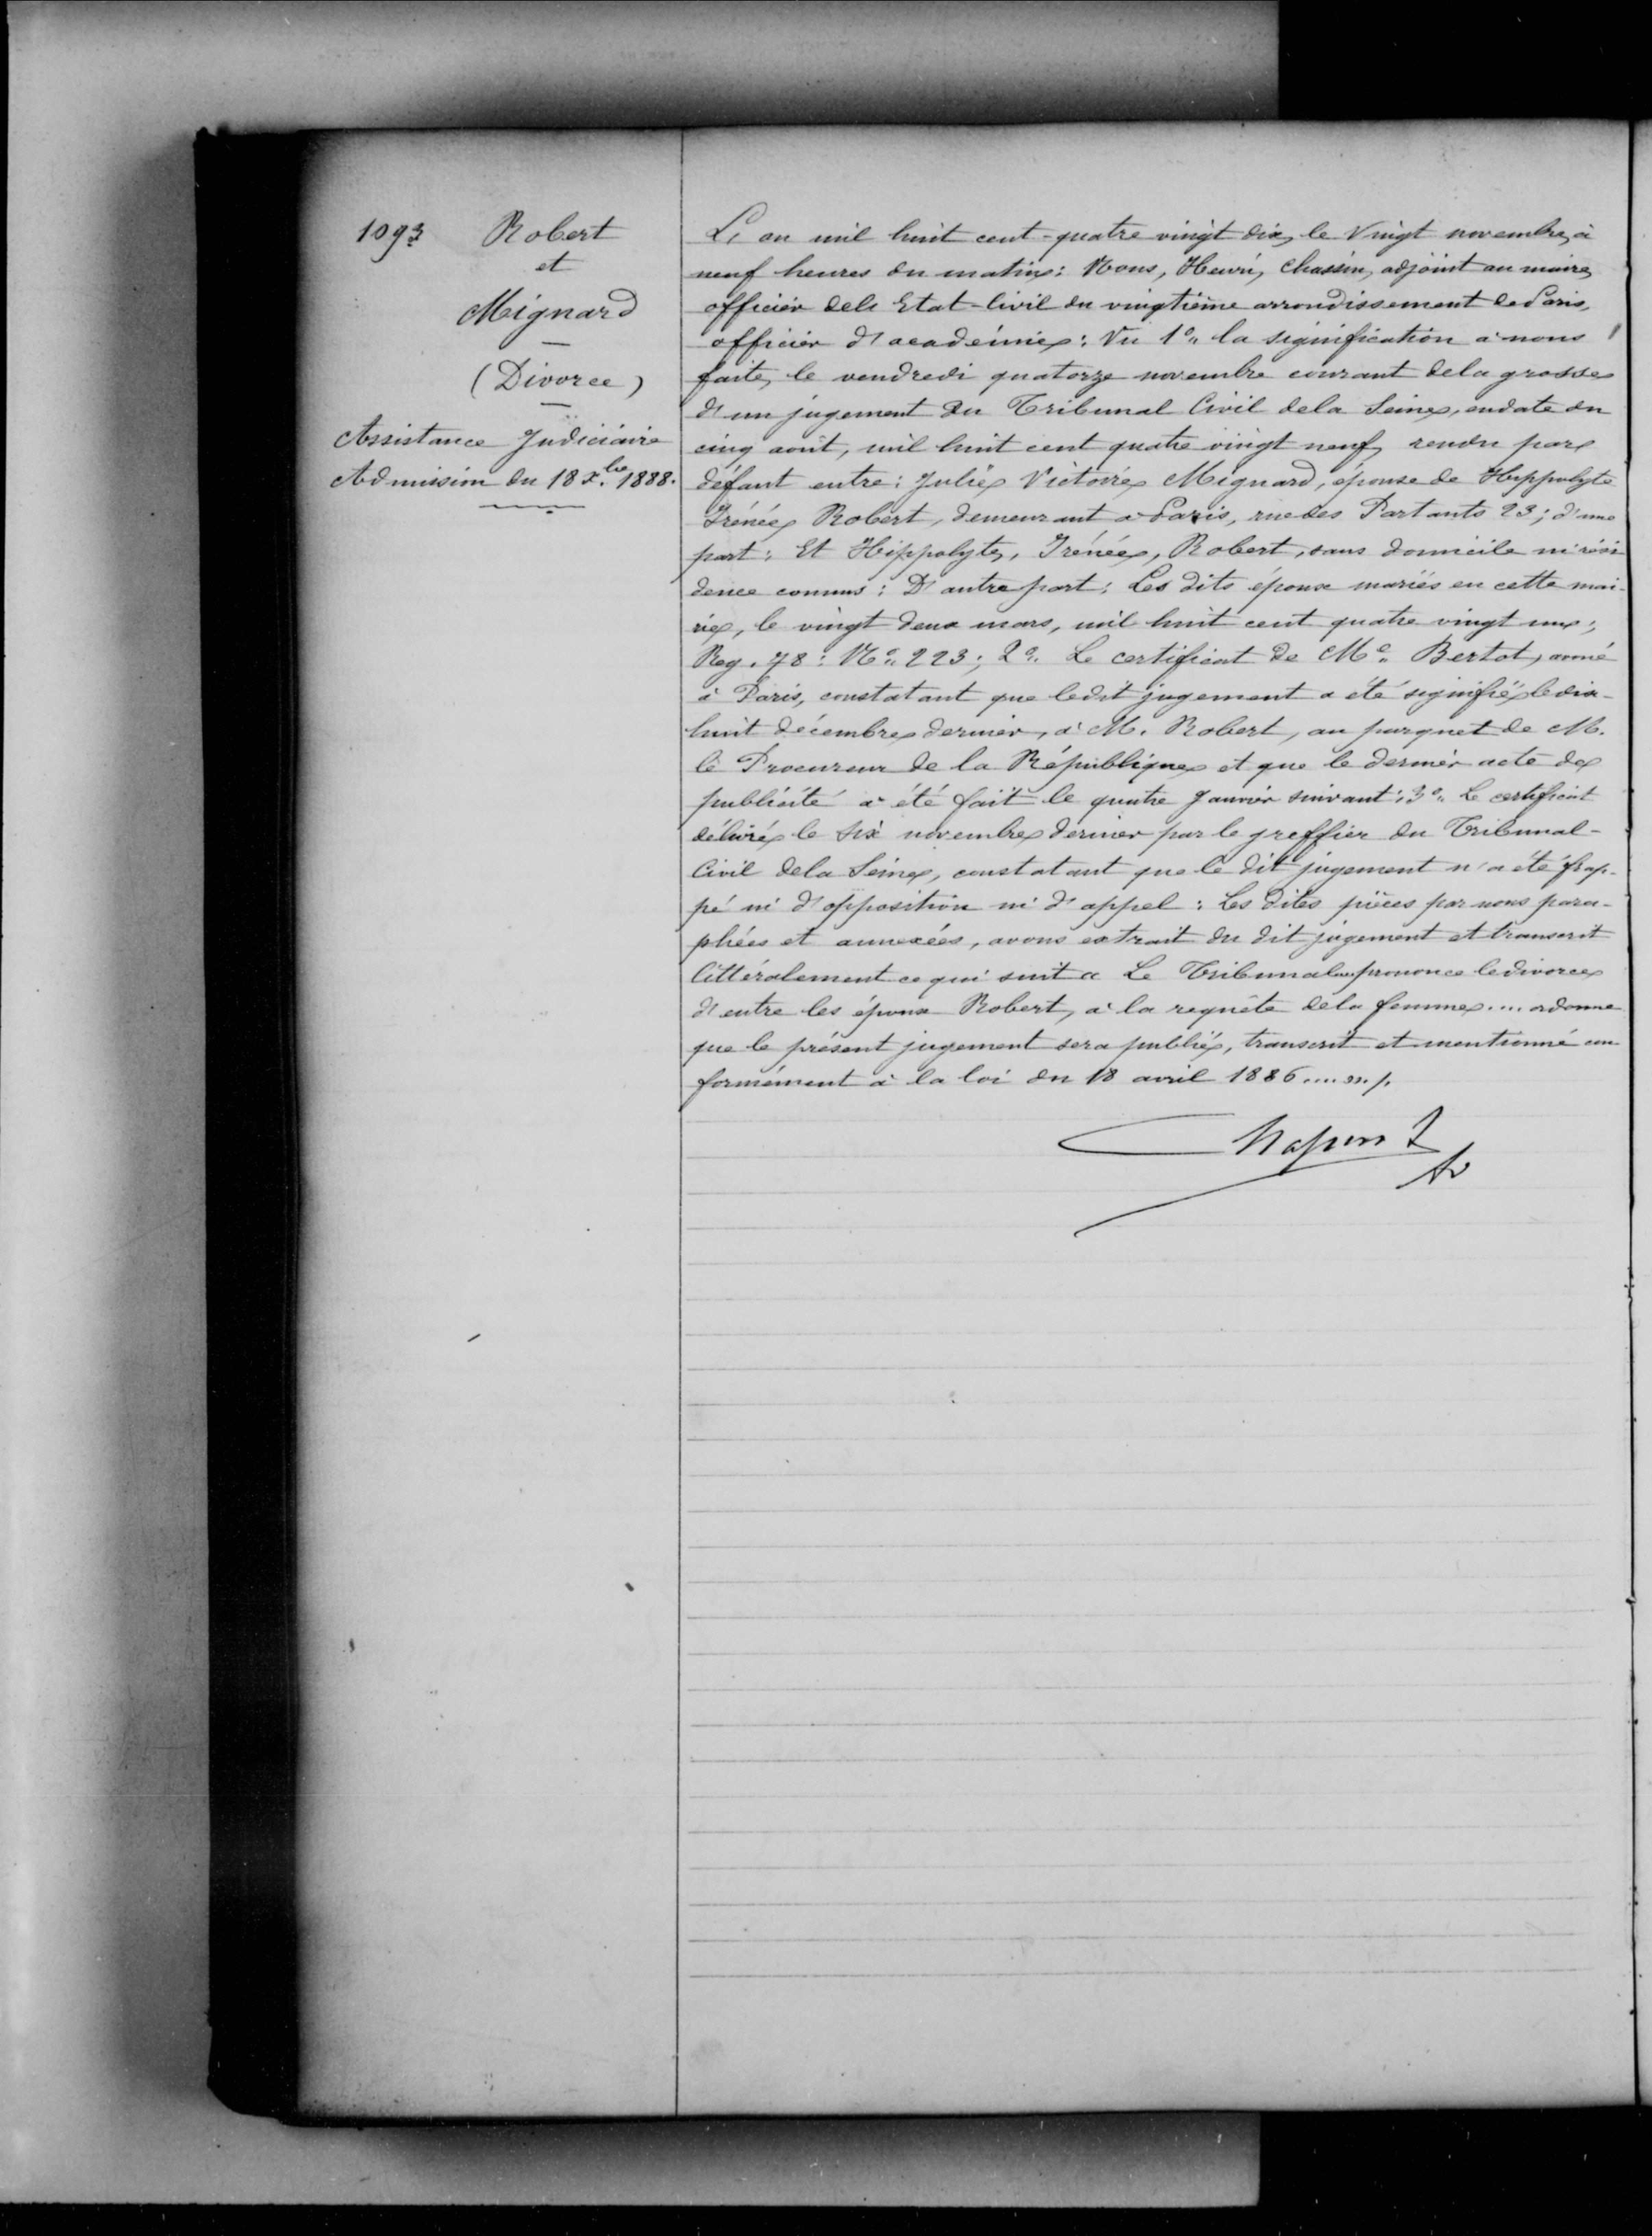 1093 Robert
et
Mignard
(Divorce)
Assistance Judiciaire
Admission du 18 Xbre 1888.
L'an mil huit cent quatre vingt dix, le Vingt novembre, à
neuf heures du matin: Nous, Henri, Chassin, adjoint au maire,
officier de l'Etat-Civil du vingtième arrondissement de Paris,
officier d'académie: Vu 1° la signification à nous
faite, le vendredi quatorze novembre courant de la grosse
d'un jugement du Tribunal Civil de la Seine, en date du
cinq août, mil huit cent quatre vingt neuf, rendu par
défaut entre: Julie Victoire Mignard, épouse de Hippolyte
Irénée Robert, demeurant à Paris, rue des Partants 23; d'une
part: Et Hippolyte, Irénée, Robert, sans domicile ni rési
dence connus: D'autre part: Les dits époux mariés en cette mai-
rie, le vingt deux mars, mil huit cent quatre vingt un;
Reg. 78: N° 223; 2° Le certificat de Me Bertot, avoué
à Paris, constatant que ledit jugement a été signifié le dix-
huit décembre dernier, à M. Robert, au parquet de M.
le Procureur de la République et que le dernier acte de
publicité a été fait le quatre Janvier suivant; 3° Le certificat
délivré le six novembre dernier par le greffier du Tribunal-
Civil de la Seine, constatant que le dit jugement n'a été frap-
pé ni d'opposition ni d'appel: Les dites pièces par nous para-
phées et annexées, avons extrait du dit jugement et transcrit
littéralement ce qui suit « Le Tribunal prononce le divorce
d'entre les époux Robert, à la requête de la femme.... ordonne
que le présent jugement sera publié, transcrit et mentionné con
formément à la loi du 18 avril 1886....
Chassin